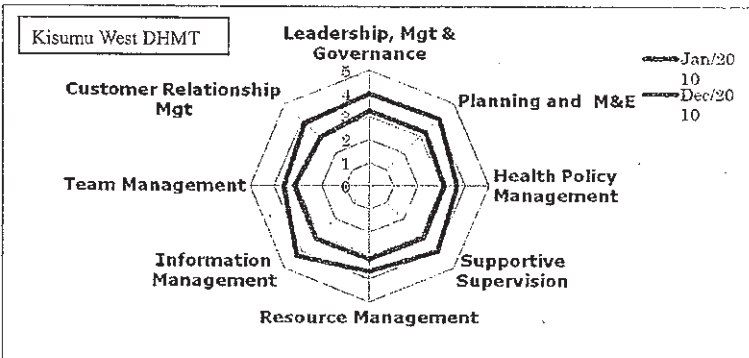 Kisumu West DHMT
Leadership, Mgt &
Governance
Jan/20
10
Dec/20
10
Customer Relationship
Mgt
Planning and M&E
5
4
3
2
1
0
Team Management
Health Policy
Management
Information
Management
Supportive
Supervision
Resource Management